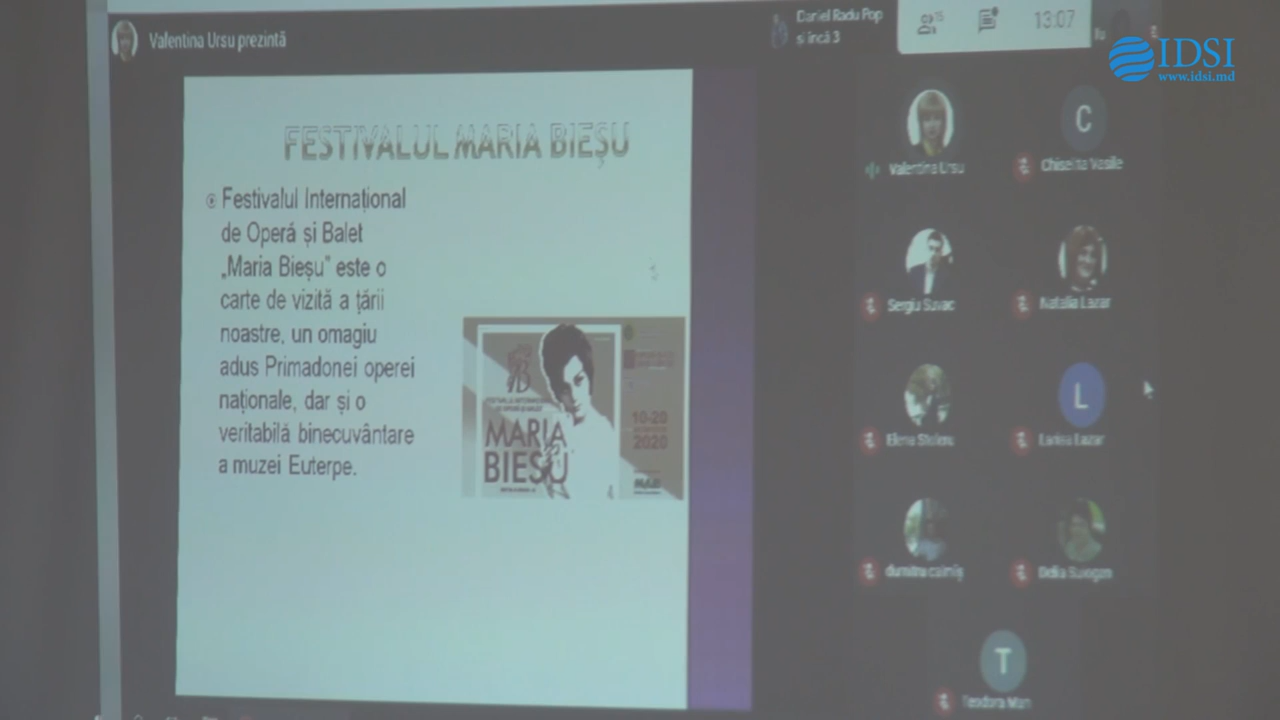 Valentina Ursu prezintă
Daniel Radu Pop
și încă 3
13:07
IDSI
www.idsi.md
FESTIVALUL MARIA BIEȘU
Festivalul Internațional
de Operă și Balet
„Maria Bieșu” este o
carte de vizită a țării
noastre, un omagiu
adus Primadonei operei
naționale, dar și o
veritabilă binecuvântare
a muzei Euterpe.
MARIA
BIEȘU
10-20
2020
Valentina Ursu
C
Chiselita Vasile
Sergiu Suvac
Natalia Lazar
L
Larisa Lazar
T